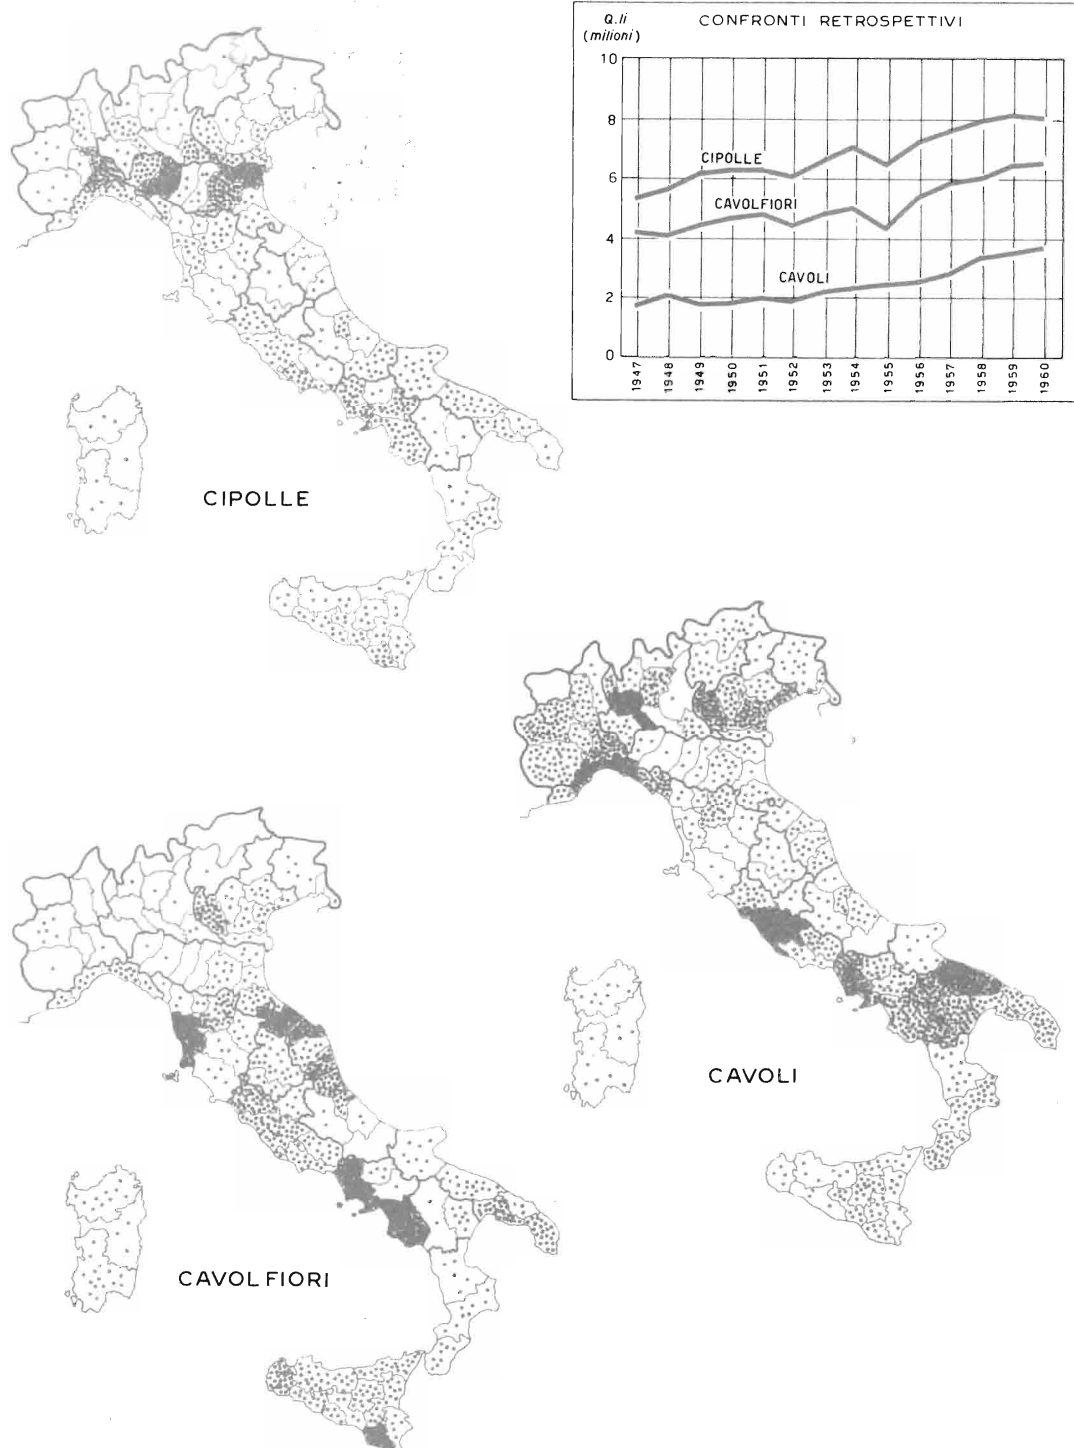 CONFRONTI RETROSPETTIVI
Q.li
(milioni)
10
8
6
4
2
0
CIPOLLE
CAVOLFIORI
CAVOLI
1947
1948
1949
1950
1951
1952
1953
1954
1955
1956
1957
1958
1959
1960
CIPOLLE
CAVOLI
CAVOLFIORI